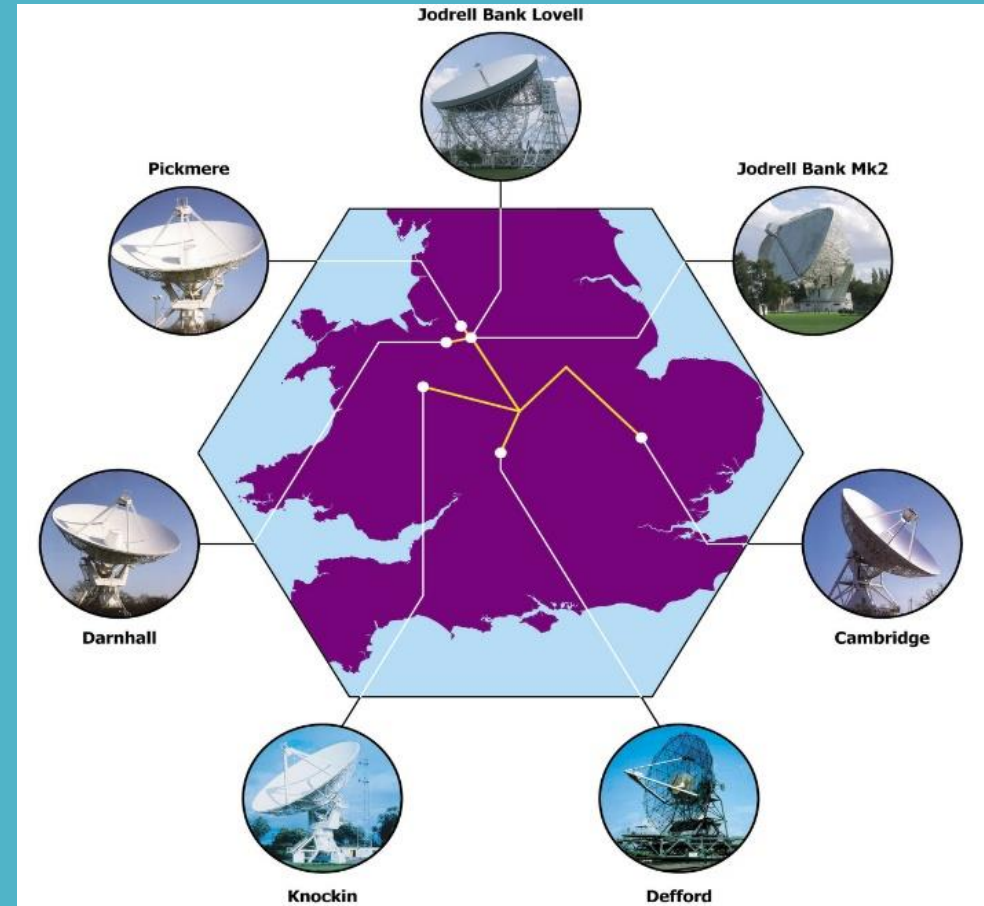 Jodrell Bank Lovell
Pickmere
Jodrell Bank Mk2
Darnhall
Cambridge
Knockin
Defford